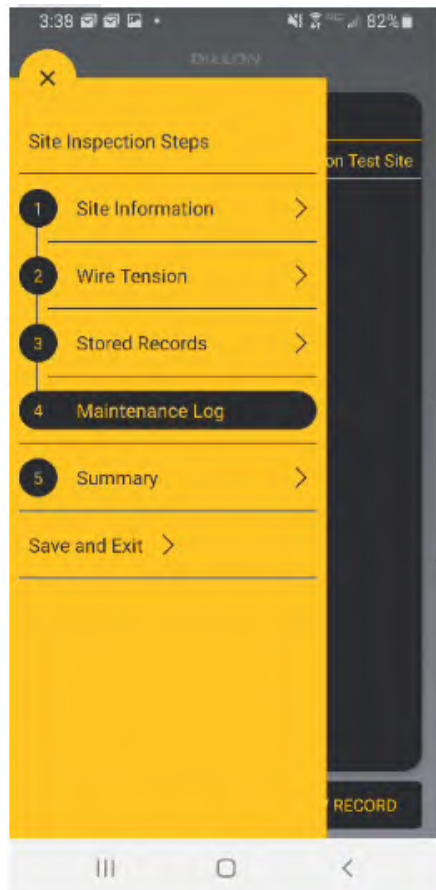 3:38 82%
DILLON
Site Inspection Steps
on Test Site
1 Site Information
2 Wire Tension
3 Stored Records
4 Maintenance Log
5 Summary
Save and Exit
RECORD